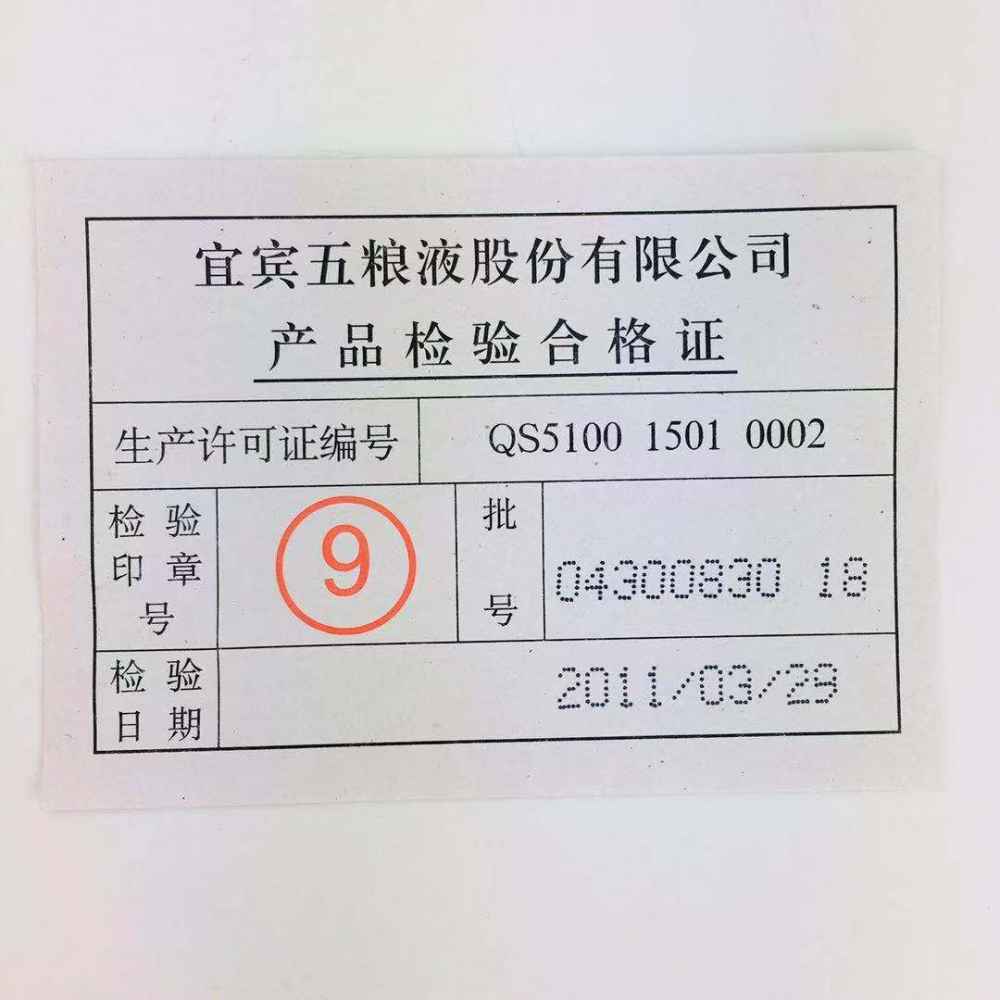 宜宾五粮液股份有限公司
产品检验合格证
生产许可证编号 QS5100 1501 0002
检验印章号 9 批号 04300830 18
检验日期 2011/03/29